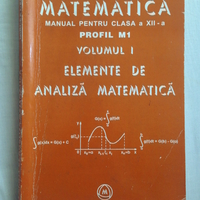 MATEMATICA
MANUAL PENTRU CLASA a XII-a
PROFIL M1
VOLUMUL I
ELEMENTE DE
ANALIZĂ MATEMATICĂ